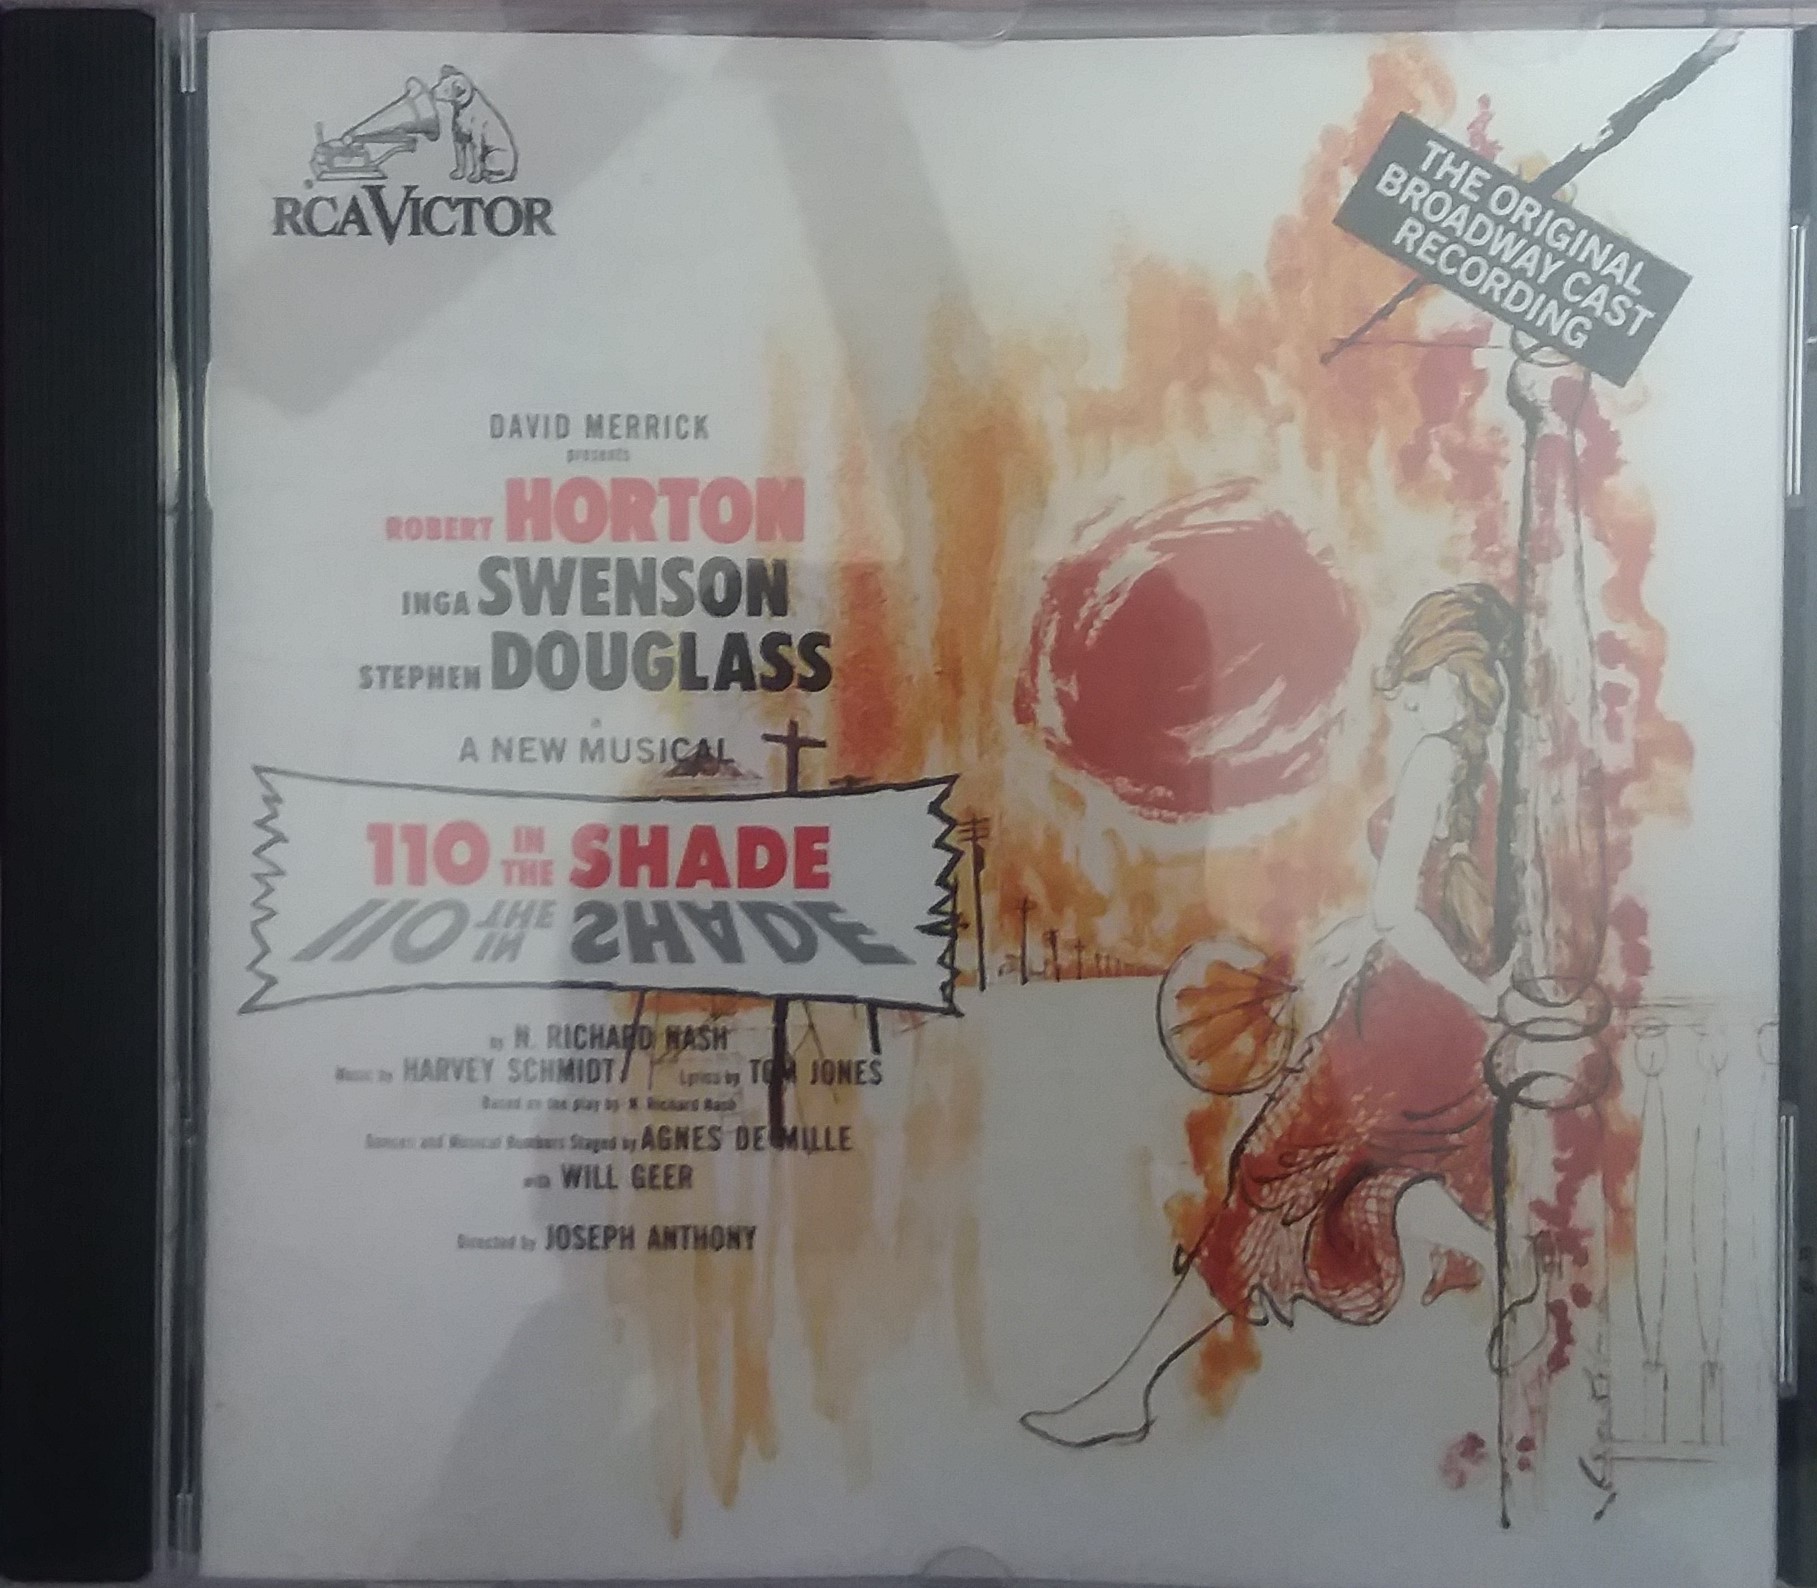 RCA VICTOR
THE ORIGINAL
BROADWAY CAST
RECORDING
DAVID MERRICK
presents
ROBERT HORTON
INGA SWENSON
STEPHEN DOUGLASS
A NEW MUSICAL
110 IN THE SHADE
110 IN THE SHADE
by N. RICHARD NASH
Music by HARVEY SCHMIDT Lyrics by TOM JONES
Based on the play by N. Richard Nash
Dances and Musical Numbers Staged by AGNES DE MILLE
with WILL GEER
Directed by JOSEPH ANTHONY